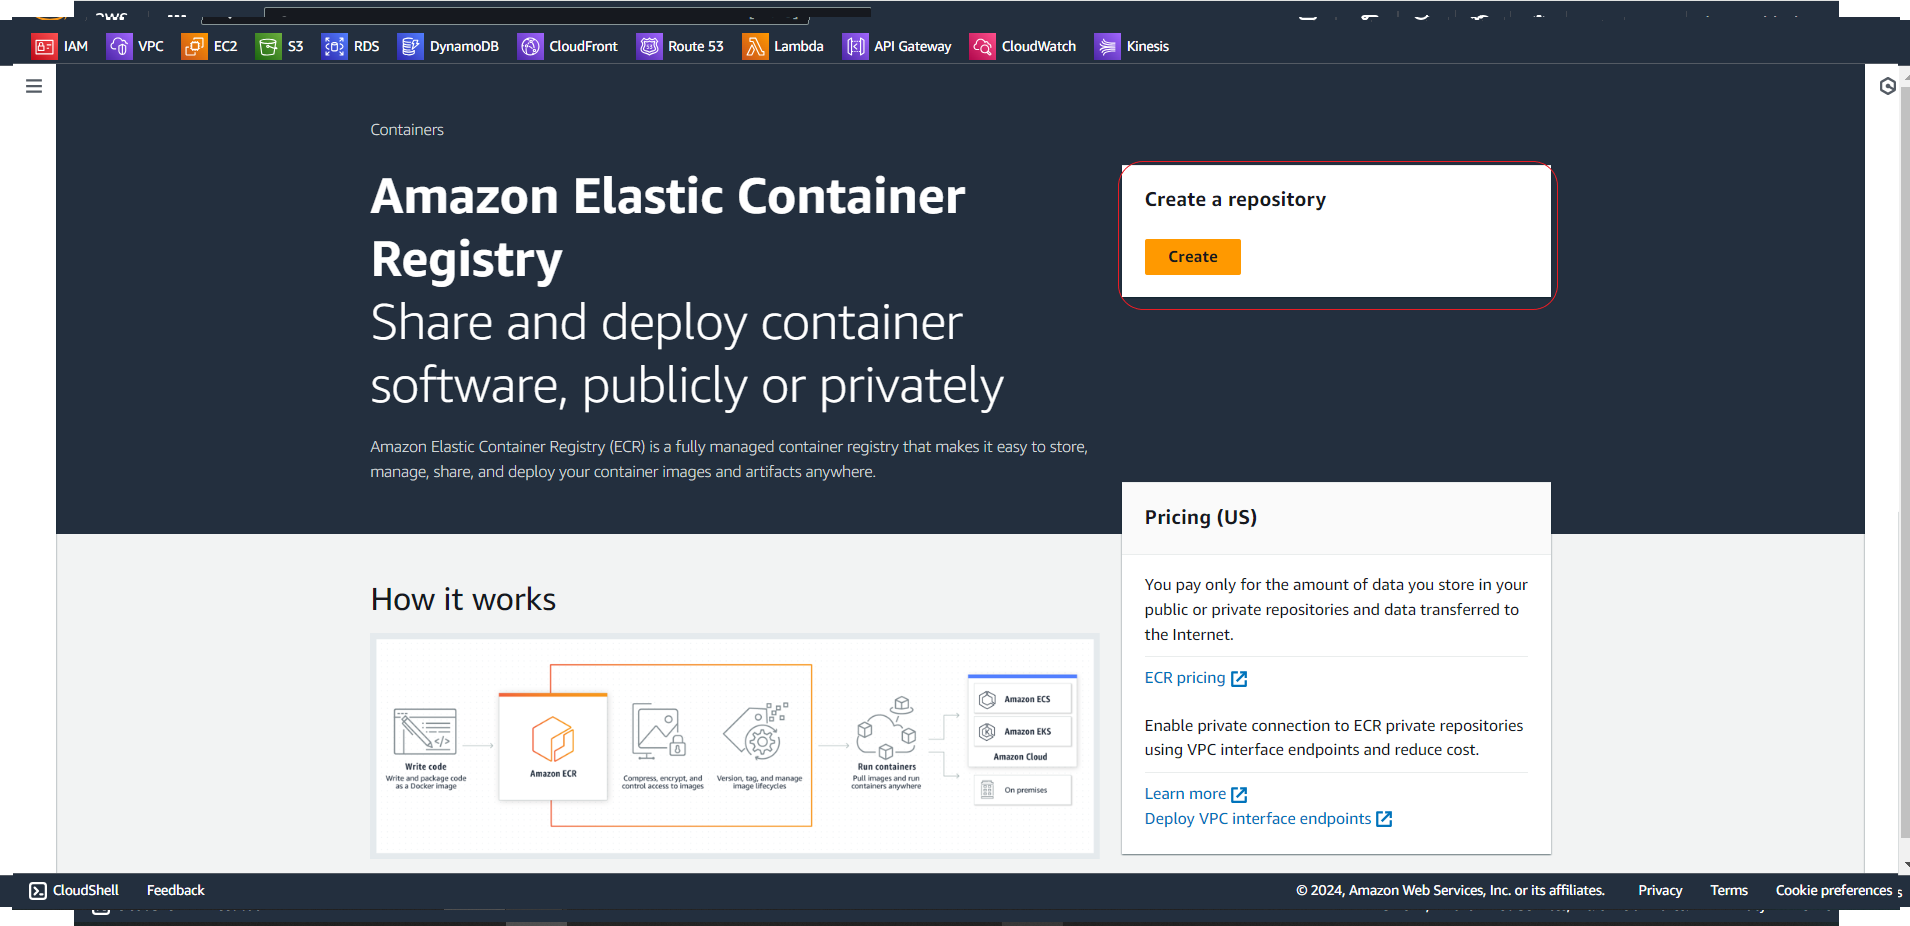 aws
IAM
VPC
EC2
S3
RDS
DynamoDB
CloudFront
Route 53
Lambda
API Gateway
CloudWatch
Kinesis
Containers
Amazon Elastic Container
Registry
Share and deploy container
software, publicly or privately
Amazon Elastic Container Registry (ECR) is a fully managed container registry that makes it easy to store,
manage, share, and deploy your container images and artifacts anywhere.
Create a repository
Create
Pricing (US)
You pay only for the amount of data you store in your
public or private repositories and data transferred to
the Internet.
ECR pricing
Enable private connection to ECR private repositories
using VPC interface endpoints and reduce cost.
Learn more
Deploy VPC interface endpoints
How it works
Write code
Write and package code
as a Docker image
Amazon ECR
Compress, encrypt, and
control access to images
Version, tag, and manage
image lifecycles
Run containers
Pull images and run
containers anywhere
Amazon ECS
Amazon EKS
Amazon Cloud
On premises
CloudShell
Feedback
© 2024, Amazon Web Services, Inc. or its affiliates.
Privacy
Terms
Cookie preferences